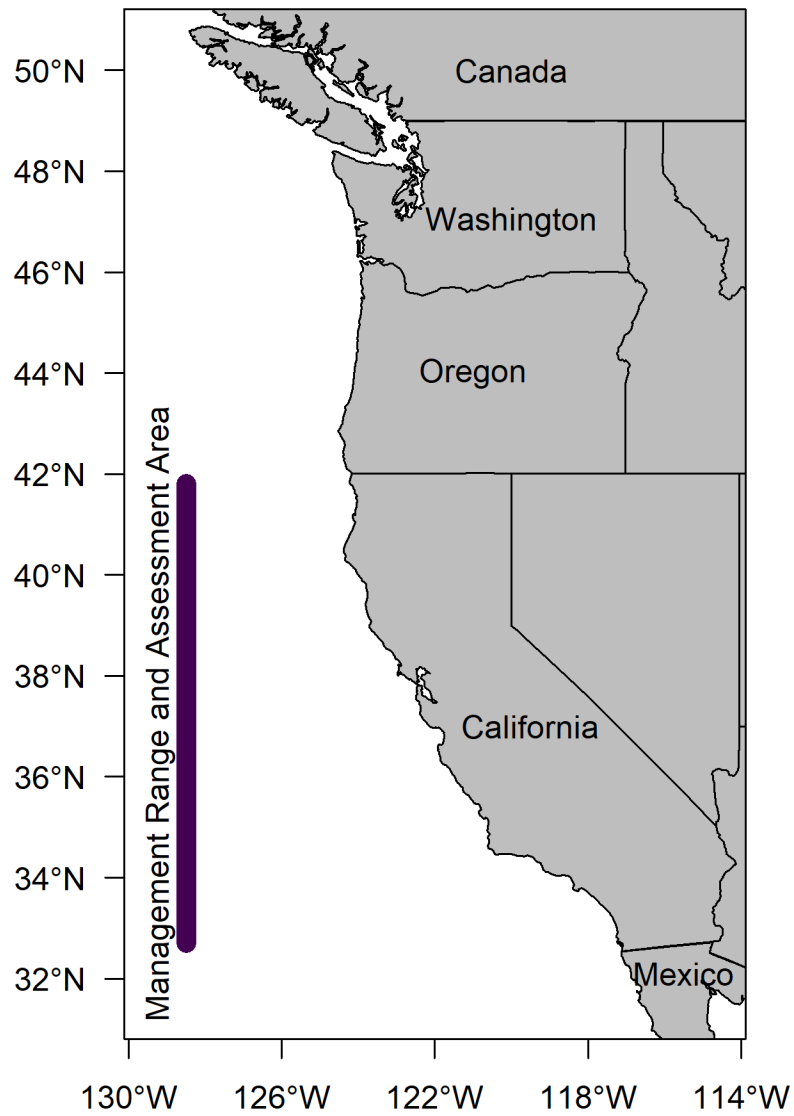 50°N
48°N
46°N
44°N
42°N
40°N
38°N
36°N
34°N
32°N
Canada
Washington
Oregon
California
Mexico
Management Range and Assessment Area
130°W
126°W
122°W
118°W
114°W